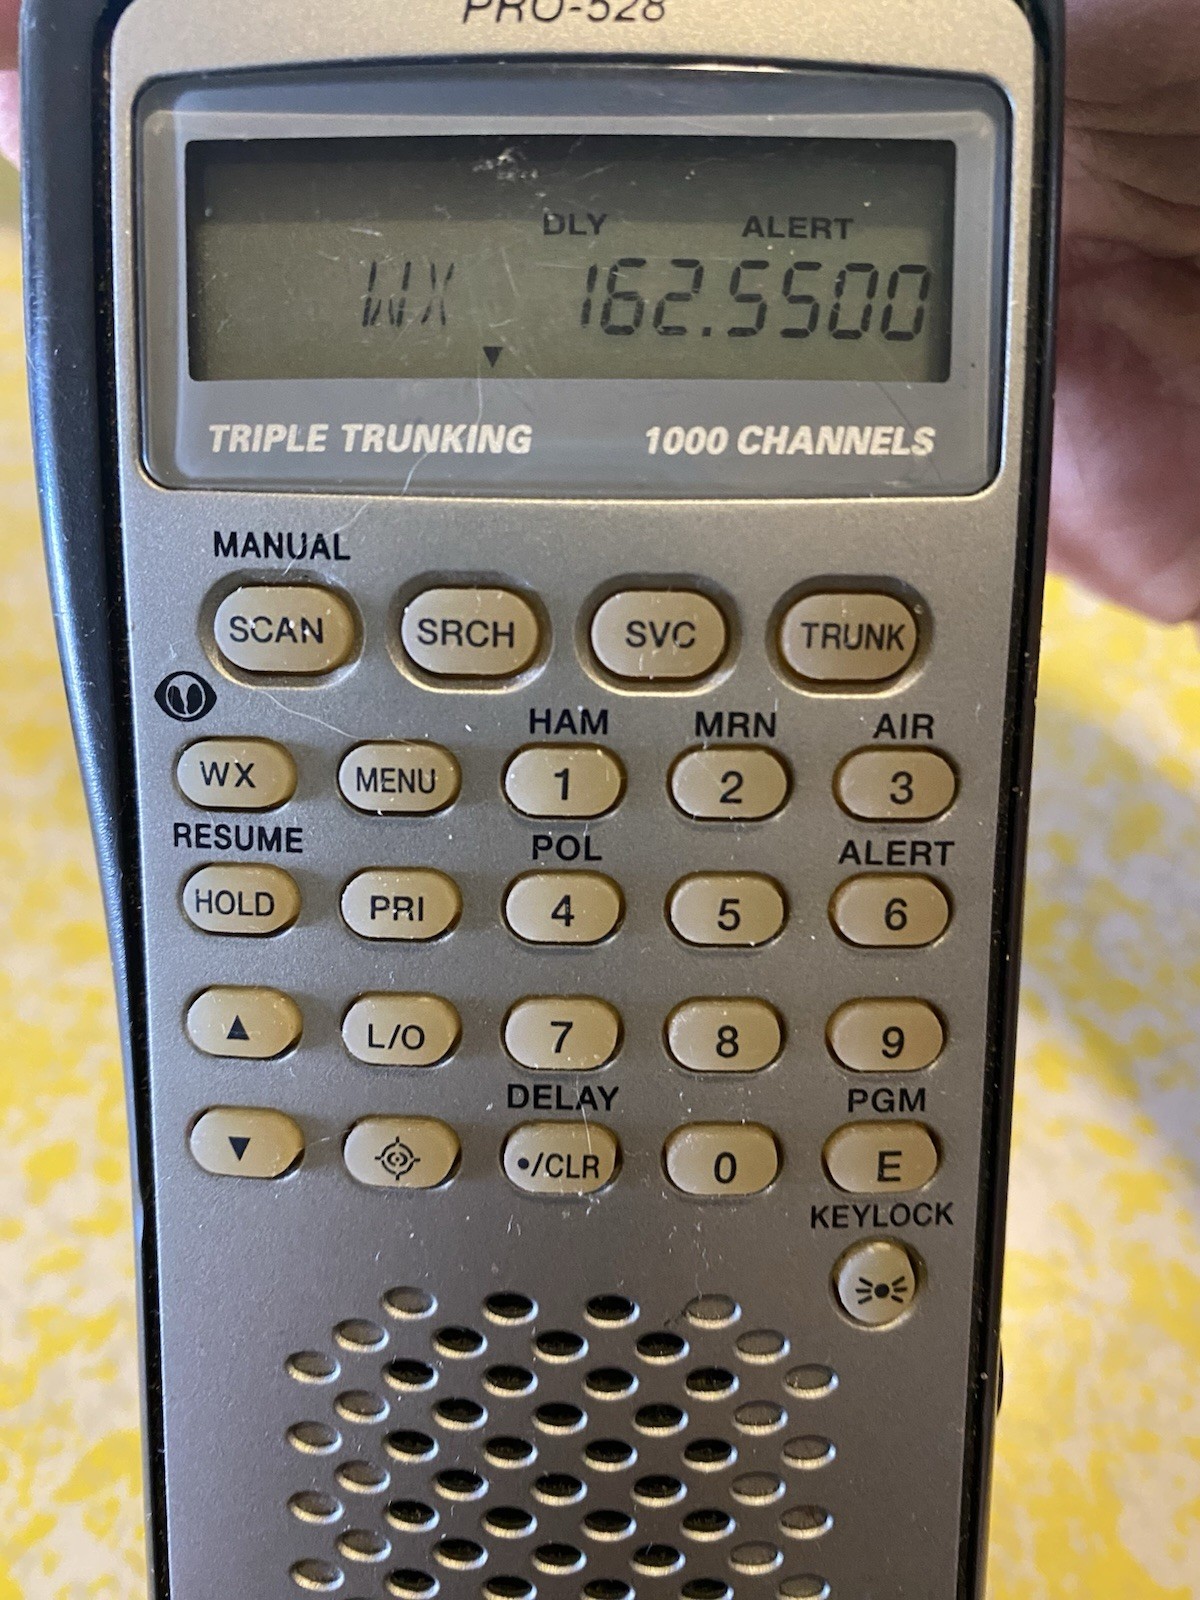 PRO-528
DLY ALERT
WX 162.5500
TRIPLE TRUNKING 1000 CHANNELS
MANUAL
SCAN SRCH SVC TRUNK
HAM MRN AIR
WX MENU 1 2 3
RESUME POL ALERT
HOLD PRI 4 5 6
▲ L/O 7 8 9
DELAY PGM
▼ •/CLR 0 E
KEYLOCK